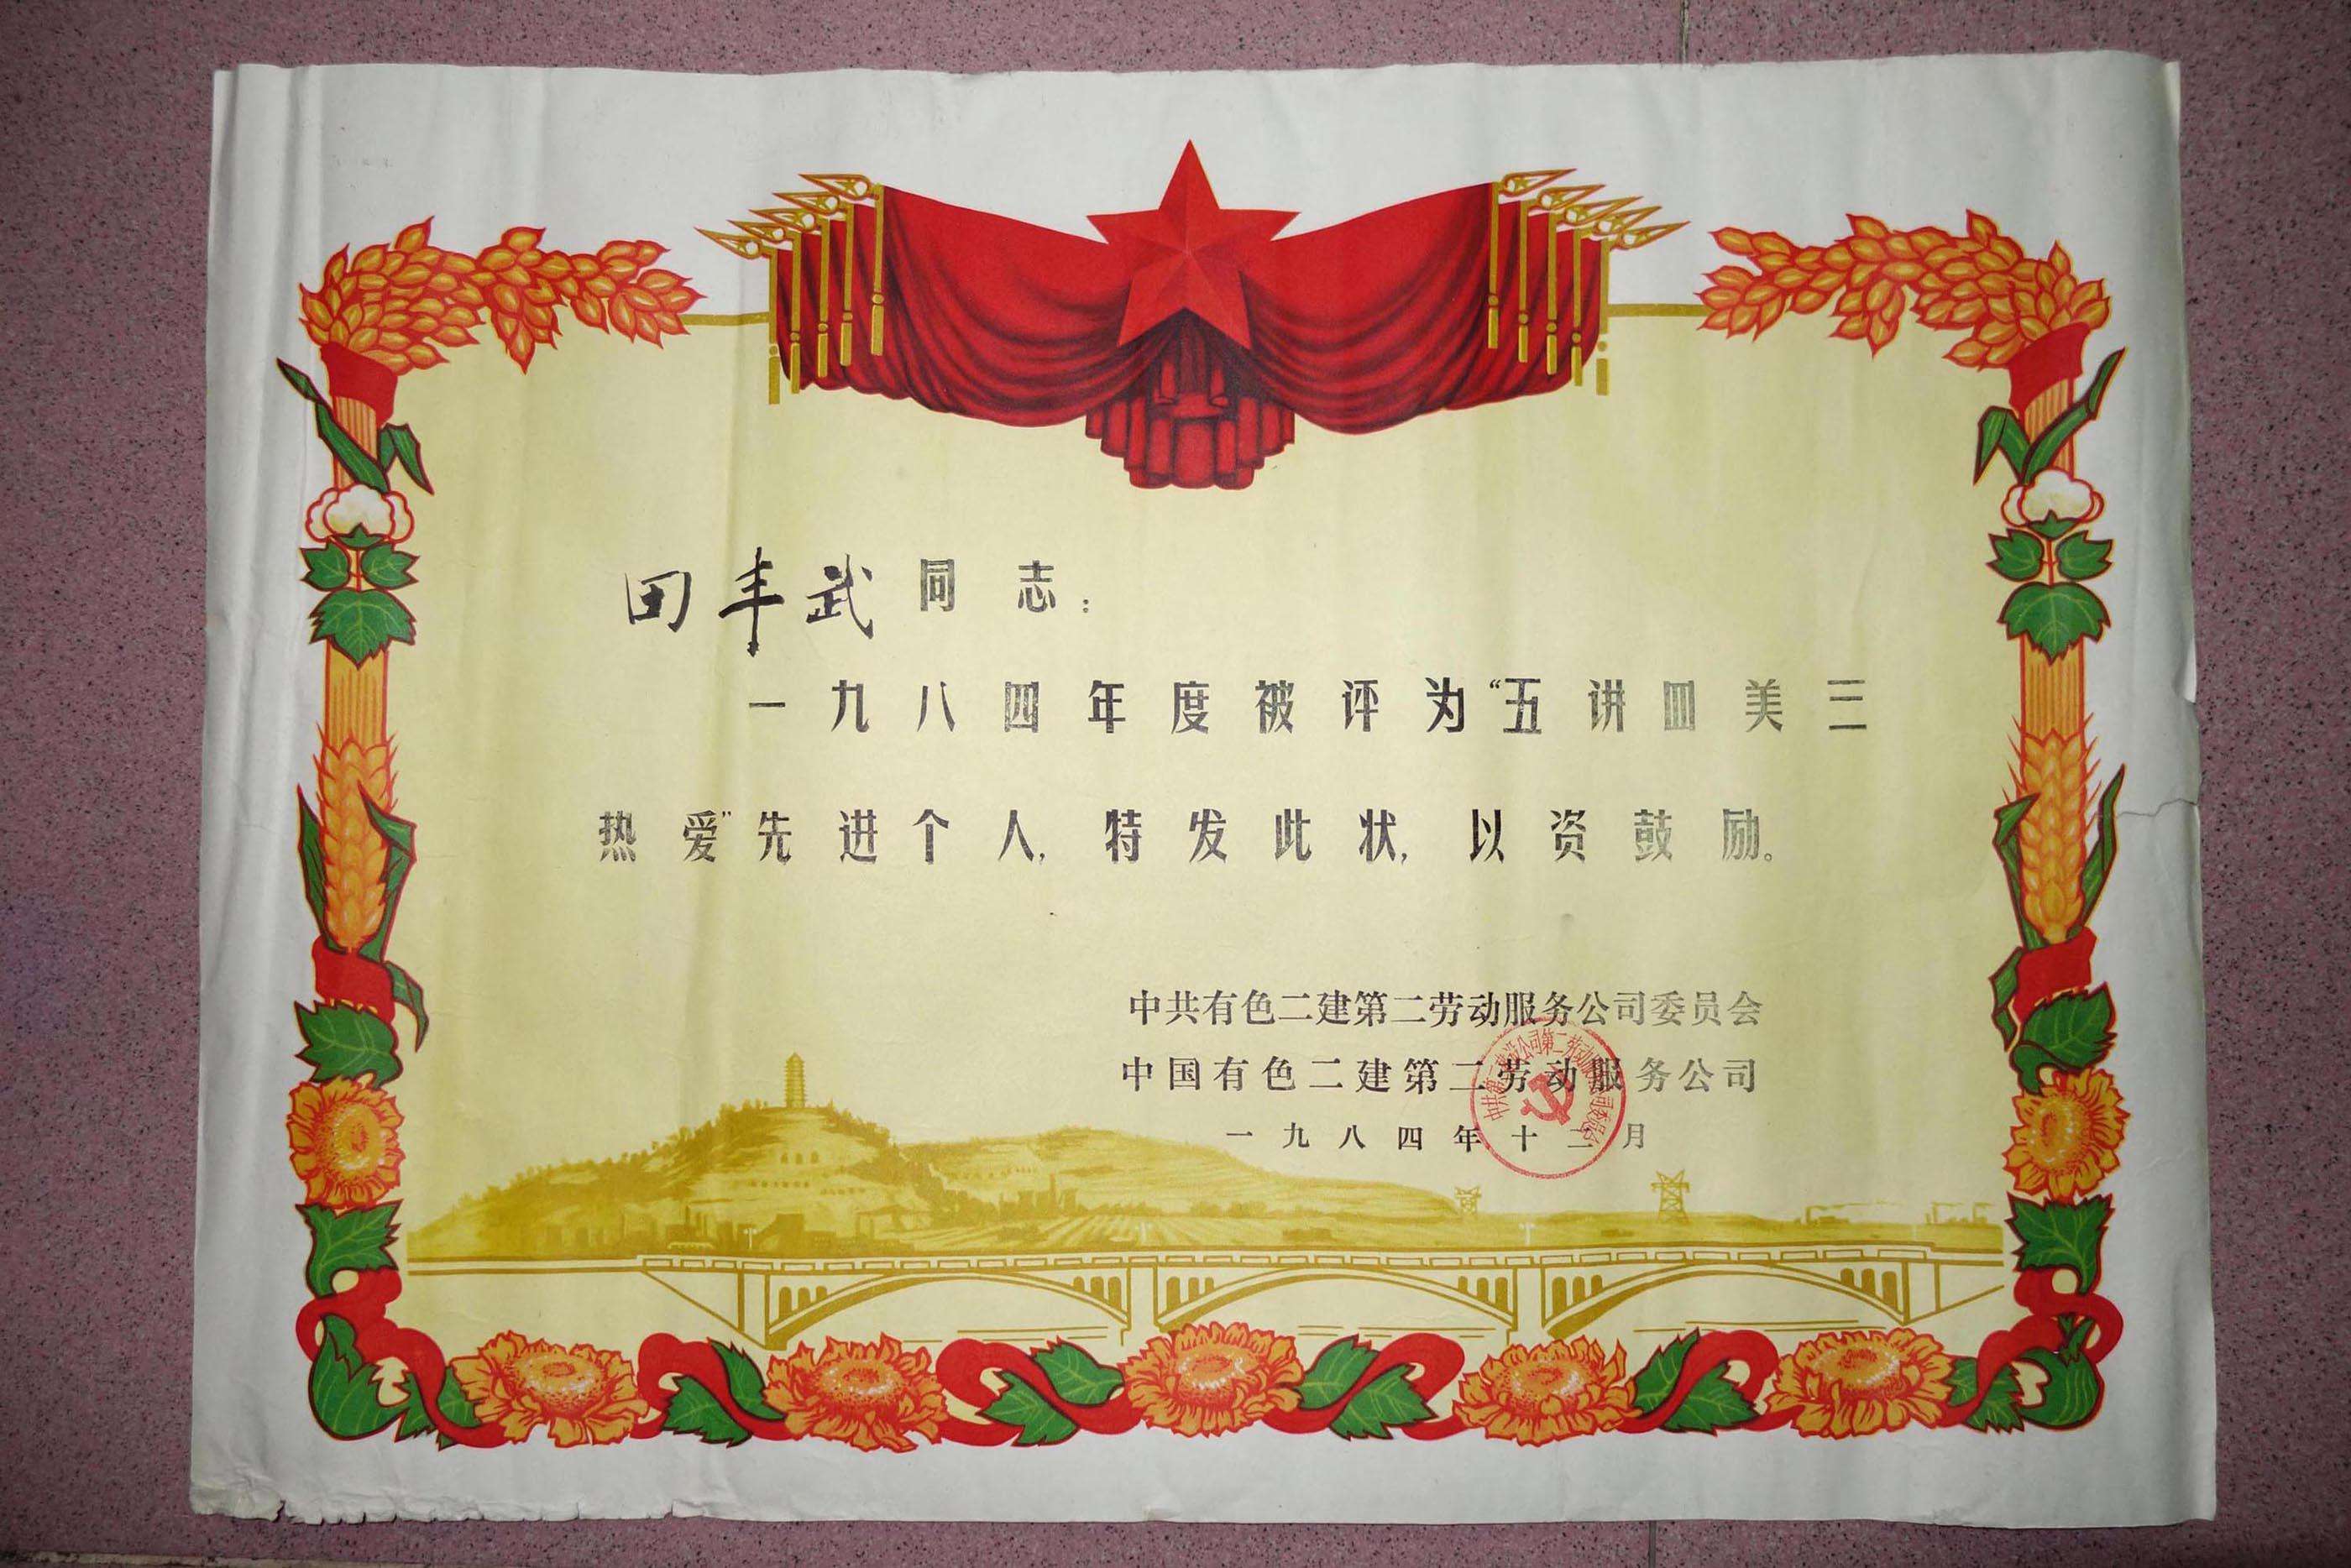 田丰武同志：
一九八四年度被评为“五讲四美三
热爱”先进个人，特发此状，以资鼓励。
中共有色二建第二劳动服务公司委员会
中国有色二建第二劳动服务公司
一九八四年十二月